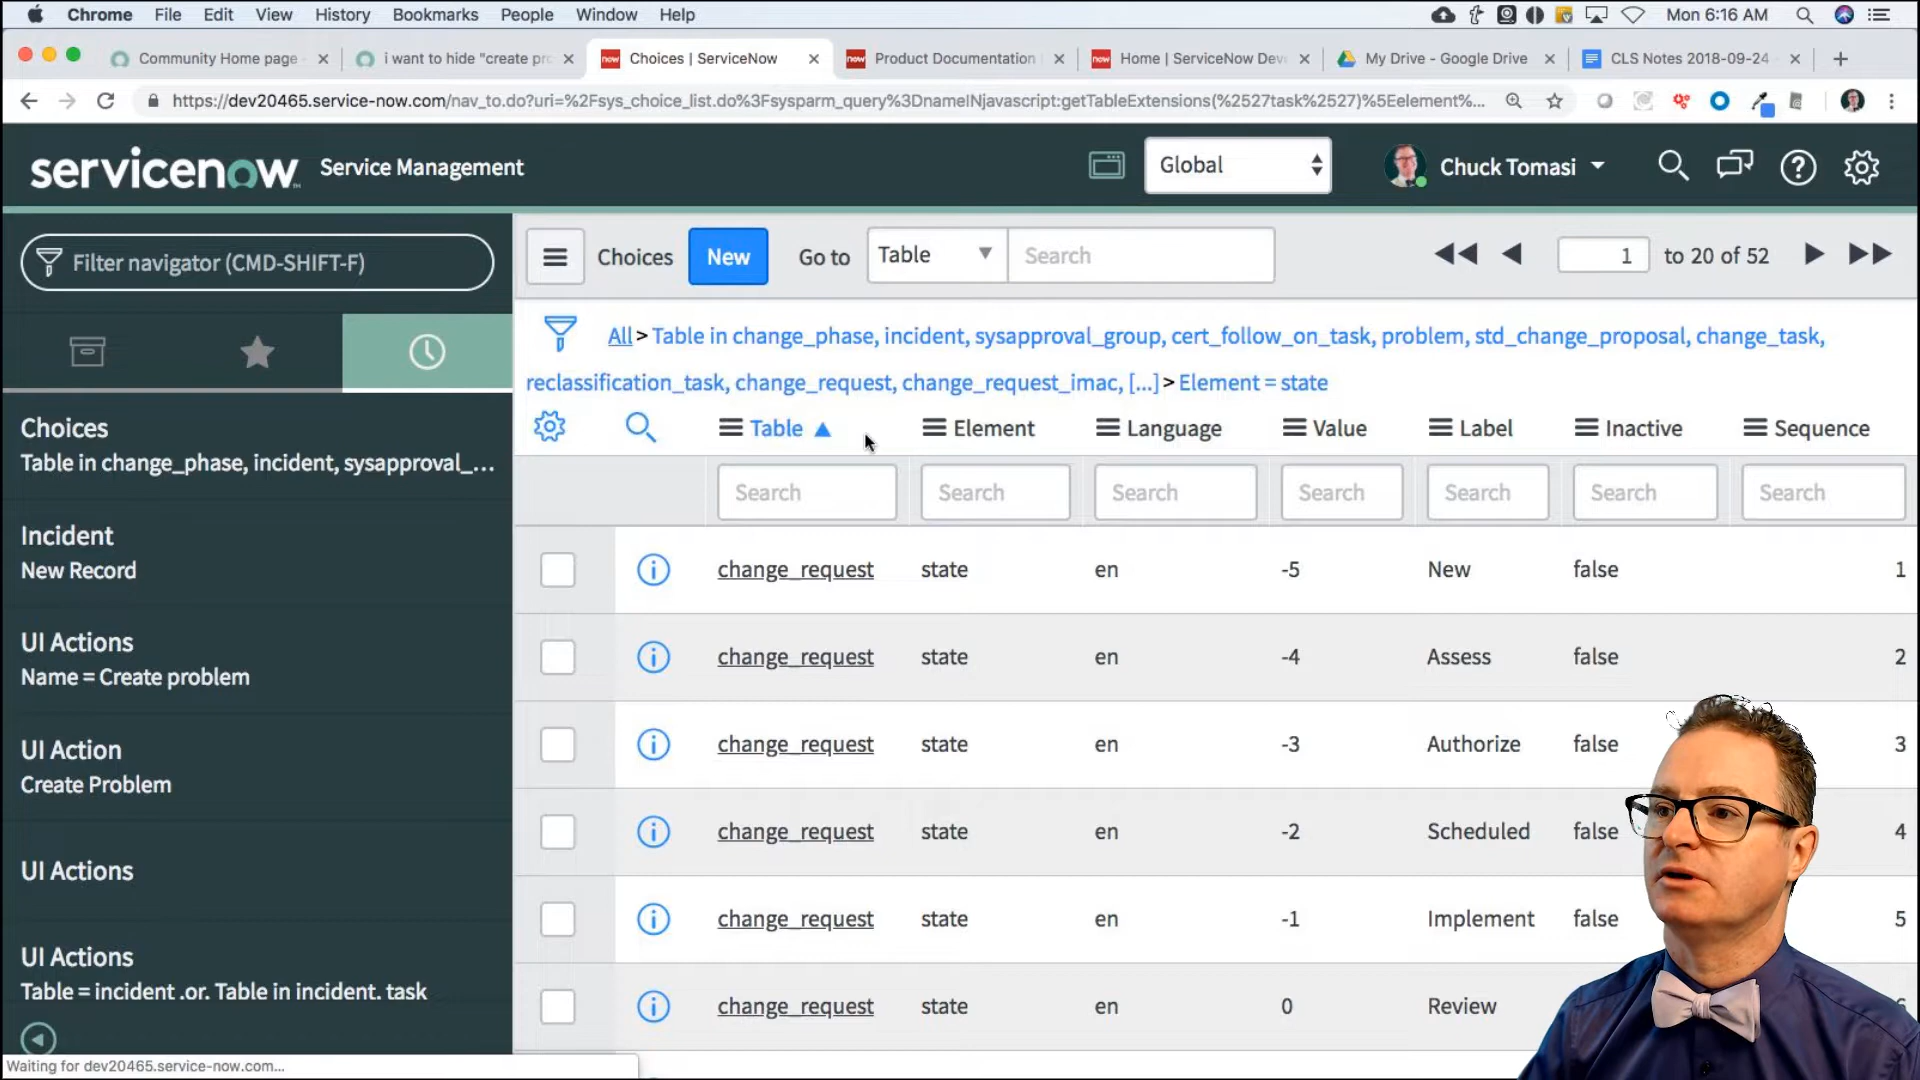 Chrome File Edit View History Bookmarks People Window Help Mon 6:16 AM
Community Home page i want to hide "create pro Choices | ServiceNow now Product Documentation now Home | ServiceNow Deve My Drive - Google Drive CLS Notes 2018-09-24
https://dev20465.service-now.com/nav_to.do?uri=%2Fsys_choice_list.do%3Fsysparm_query%3DnameINjavascript:getTableExtensions(%2527task%2527)%5Eelement%...
servicenow Service Management Global Chuck Tomasi
Filter navigator (CMD-SHIFT-F)
Choices New Go to Table Search 1 to 20 of 52
All > Table in change_phase, incident, sysapproval_group, cert_follow_on_task, problem, std_change_proposal, change_task,
reclassification_task, change_request, change_request_imac, [...] > Element = state
Choices
Table in change_phase, incident, sysapproval_...
Incident
New Record
UI Actions
Name = Create problem
UI Action
Create Problem
UI Actions
UI Actions
Table = incident .or. Table in incident. task
Table Element Language Value Label Inactive Sequence
Search Search Search Search Search Search Search
change_request state en -5 New false 1
change_request state en -4 Assess false 2
change_request state en -3 Authorize false 3
change_request state en -2 Scheduled false 4
change_request state en -1 Implement false 5
change_request state en 0 Review
Waiting for dev20465.service-now.com...